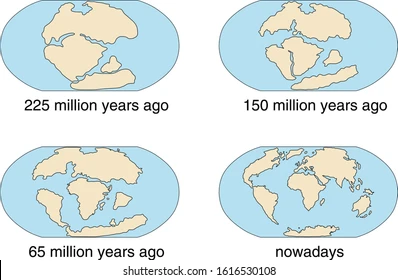 225 million years ago
150 million years ago
65 million years ago
nowadays
shutterstock.com · 1616530108